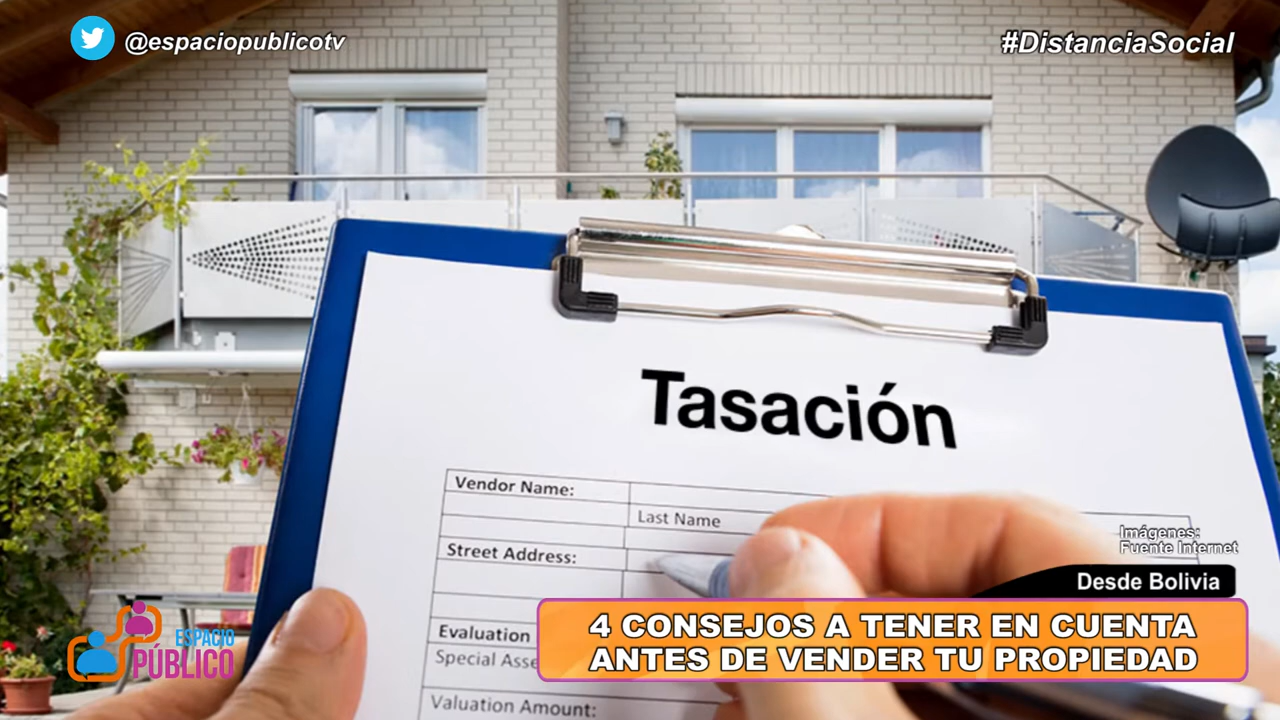 @espaciopublicotv
#DistanciaSocial
Tasación
Vendor Name:
Last Name
Street Address:
Imágenes:
Fuente Internet
Desde Bolivia
Evaluation
Special Asse
Valuation Amount:
4 CONSEJOS A TENER EN CUENTA
ANTES DE VENDER TU PROPIEDAD
ESPACIO
PÚBLICO